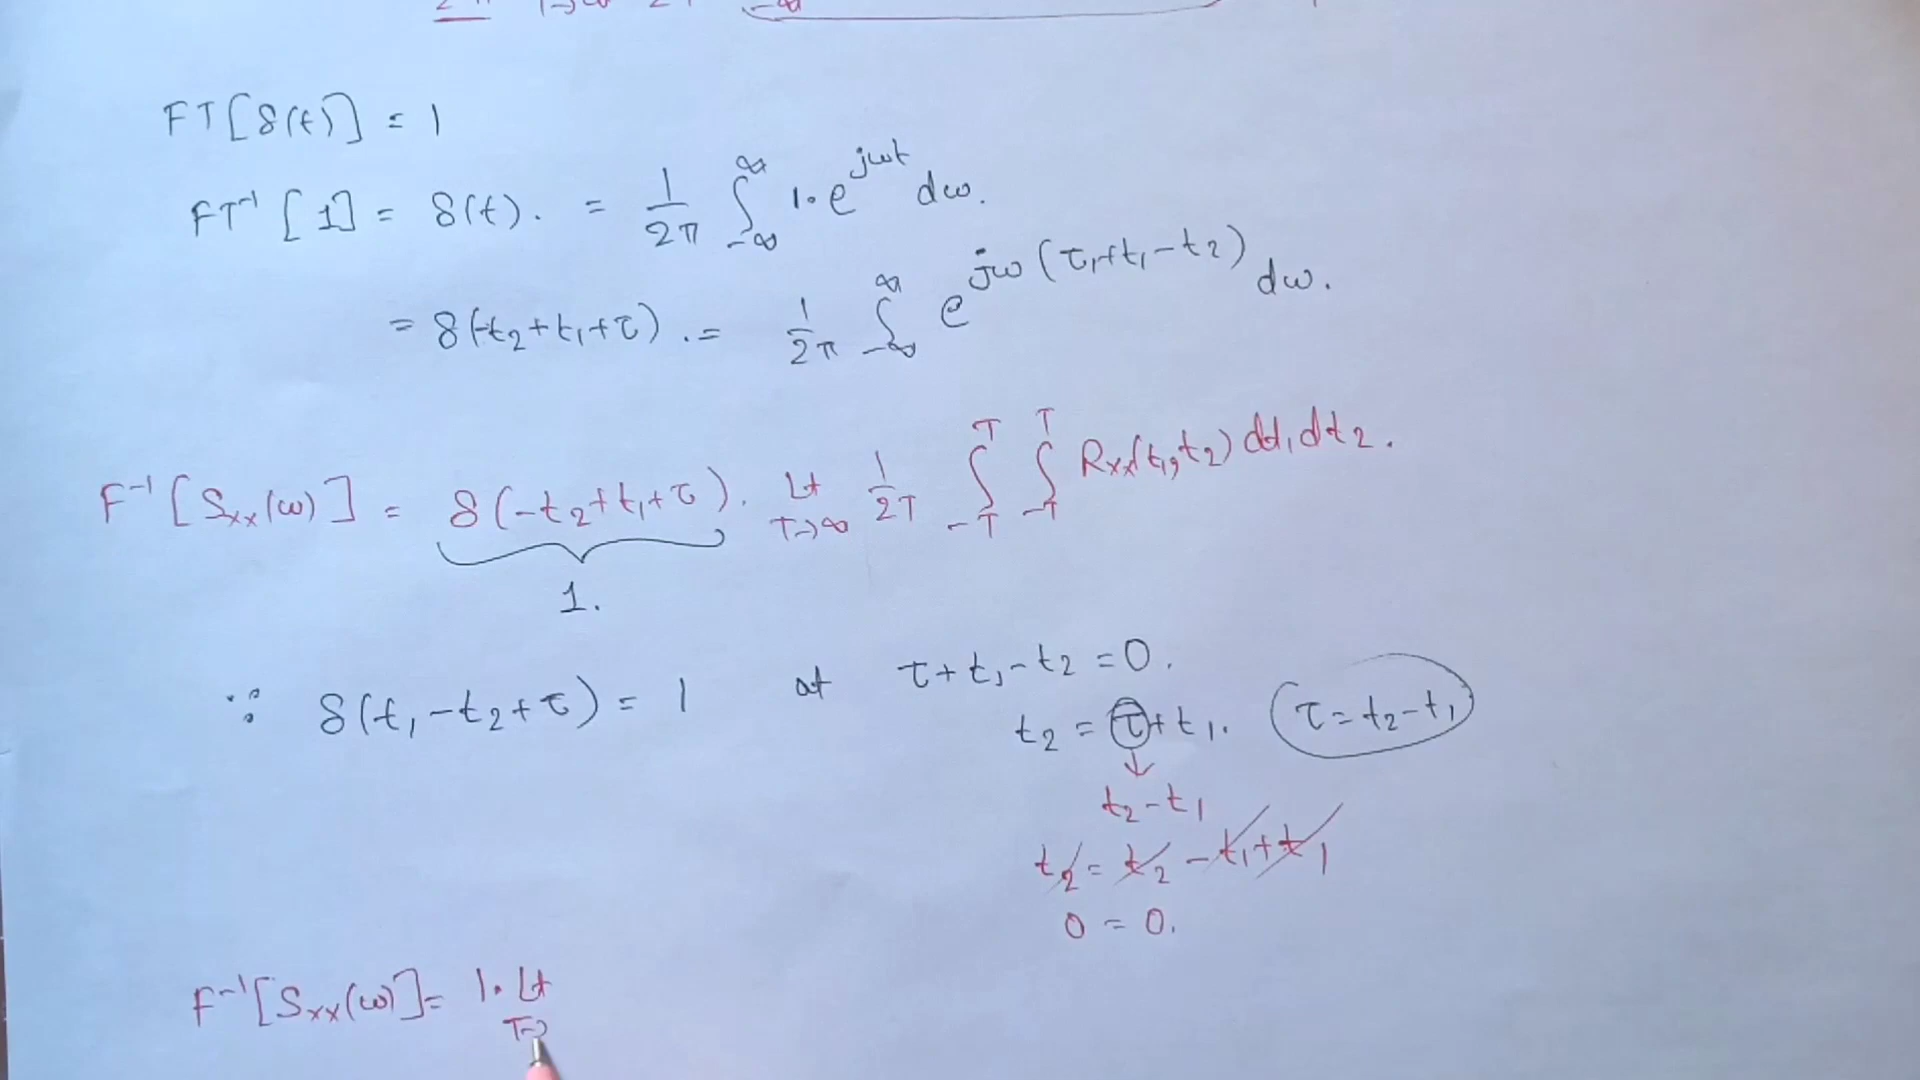 FT[δ(t)] = 1
FT⁻¹[1] = δ(t). = 1/2π ∫_{-∞}^{∞} 1·e^{jωt} dω.
= δ(-t₂+t₁+τ). = 1/2π ∫_{-∞}^{∞} e^{jω(τ+t₁-t₂)} dω.
F⁻¹[Sxx(ω)] = δ(-t₂+t₁+τ). Lt_{T→∞} 1/2T ∫_{-T}^{T} ∫_{-T}^{T} Rxx(t₁,t₂) dt₁ dt₂.
1.
∵ δ(t₁-t₂+τ) = 1 at τ+t₁-t₂ = 0.
t₂ = τ+t₁. τ=t₂-t₁
↓
t₂-t₁
t₂ = t₂-t₁+t₁
0 = 0.
F⁻¹[Sxx(ω)] = 1. Lt
T→